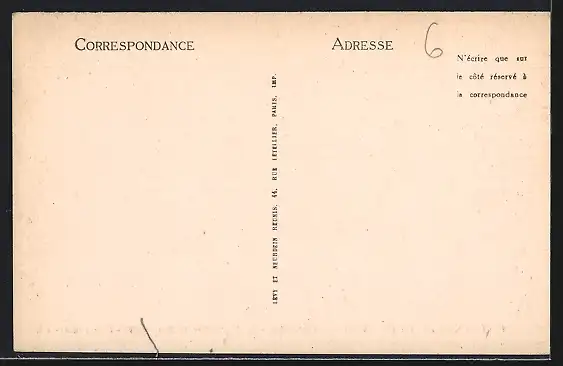 CORRESPONDANCE
ADRESSE
6
N'écrire que sur
le côté réservé à
la correspondance
LÉVY ET NEURDEIN RÉUNIS, 44, RUE LETELLIER, PARIS, IMP.